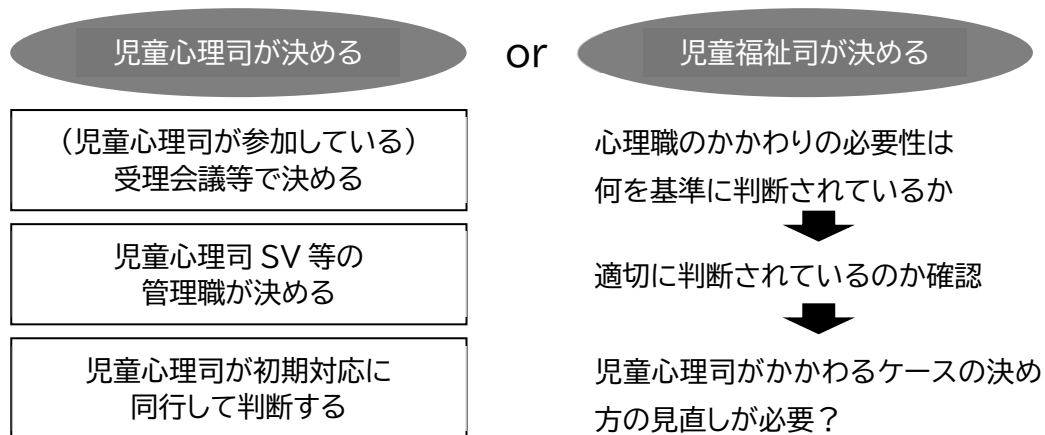 児童心理司が決める
or
児童福祉司が決める
（児童心理司が参加している）
受理会議等で決める
児童心理司 SV 等の
管理職が決める
児童心理司が初期対応に
同行して判断する
心理職のかかわりの必要性は
何を基準に判断されているか
適切に判断されているのか確認
児童心理司がかかわるケースの決め
方の見直しが必要？